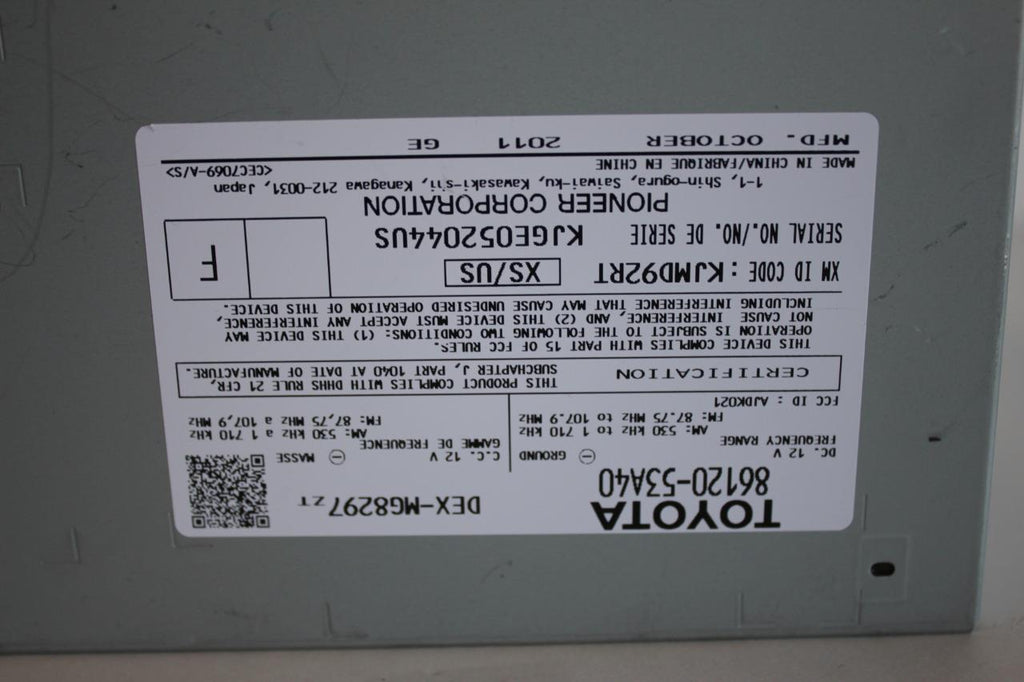 TOYOTA
86120-53A40
DEX-MG8297ZT
DC. 12 V
GROUND
FREQUENCY RANGE
AM: 530 kHz to 1 710 kHz
FM: 87.75 MHz to 107.9 MHz
FCC ID : AJDK021
C.C. 12 V
MASSE
GAMME DE FREQUENCE
AM: 530 kHz a 1 710 kHz
FM: 87,75 MHz a 107,9 MHz
CERTIFICATION
THIS PRODUCT COMPLIES WITH DHHS RULE 21 CFR,
SUBCHAPTER J, PART 1040 AT DATE OF MANUFACTURE.
THIS DEVICE COMPLIES WITH PART 15 OF FCC RULES.
OPERATION IS SUBJECT TO THE FOLLOWING TWO CONDITIONS: (1) THIS DEVICE MAY
NOT CAUSE INTERFERENCE, AND (2) THIS DEVICE MUST ACCEPT ANY INTERFERENCE,
INCLUDING INTERFERENCE THAT MAY CAUSE UNDESIRED OPERATION OF THIS DEVICE.
XM ID CODE : KJMD92RT
XS/US
F
SERIAL NO./NO. DE SERIE KJGE052044US
PIONEER CORPORATION
1-1, Shin-ogura, Saiwai-ku, Kawasaki-shi, Kanagawa 212-0031, Japan
MADE IN CHINA/FABRIQUE EN CHINE
<CEC7069-A/S>
MFD. OCTOBER 2011 GE